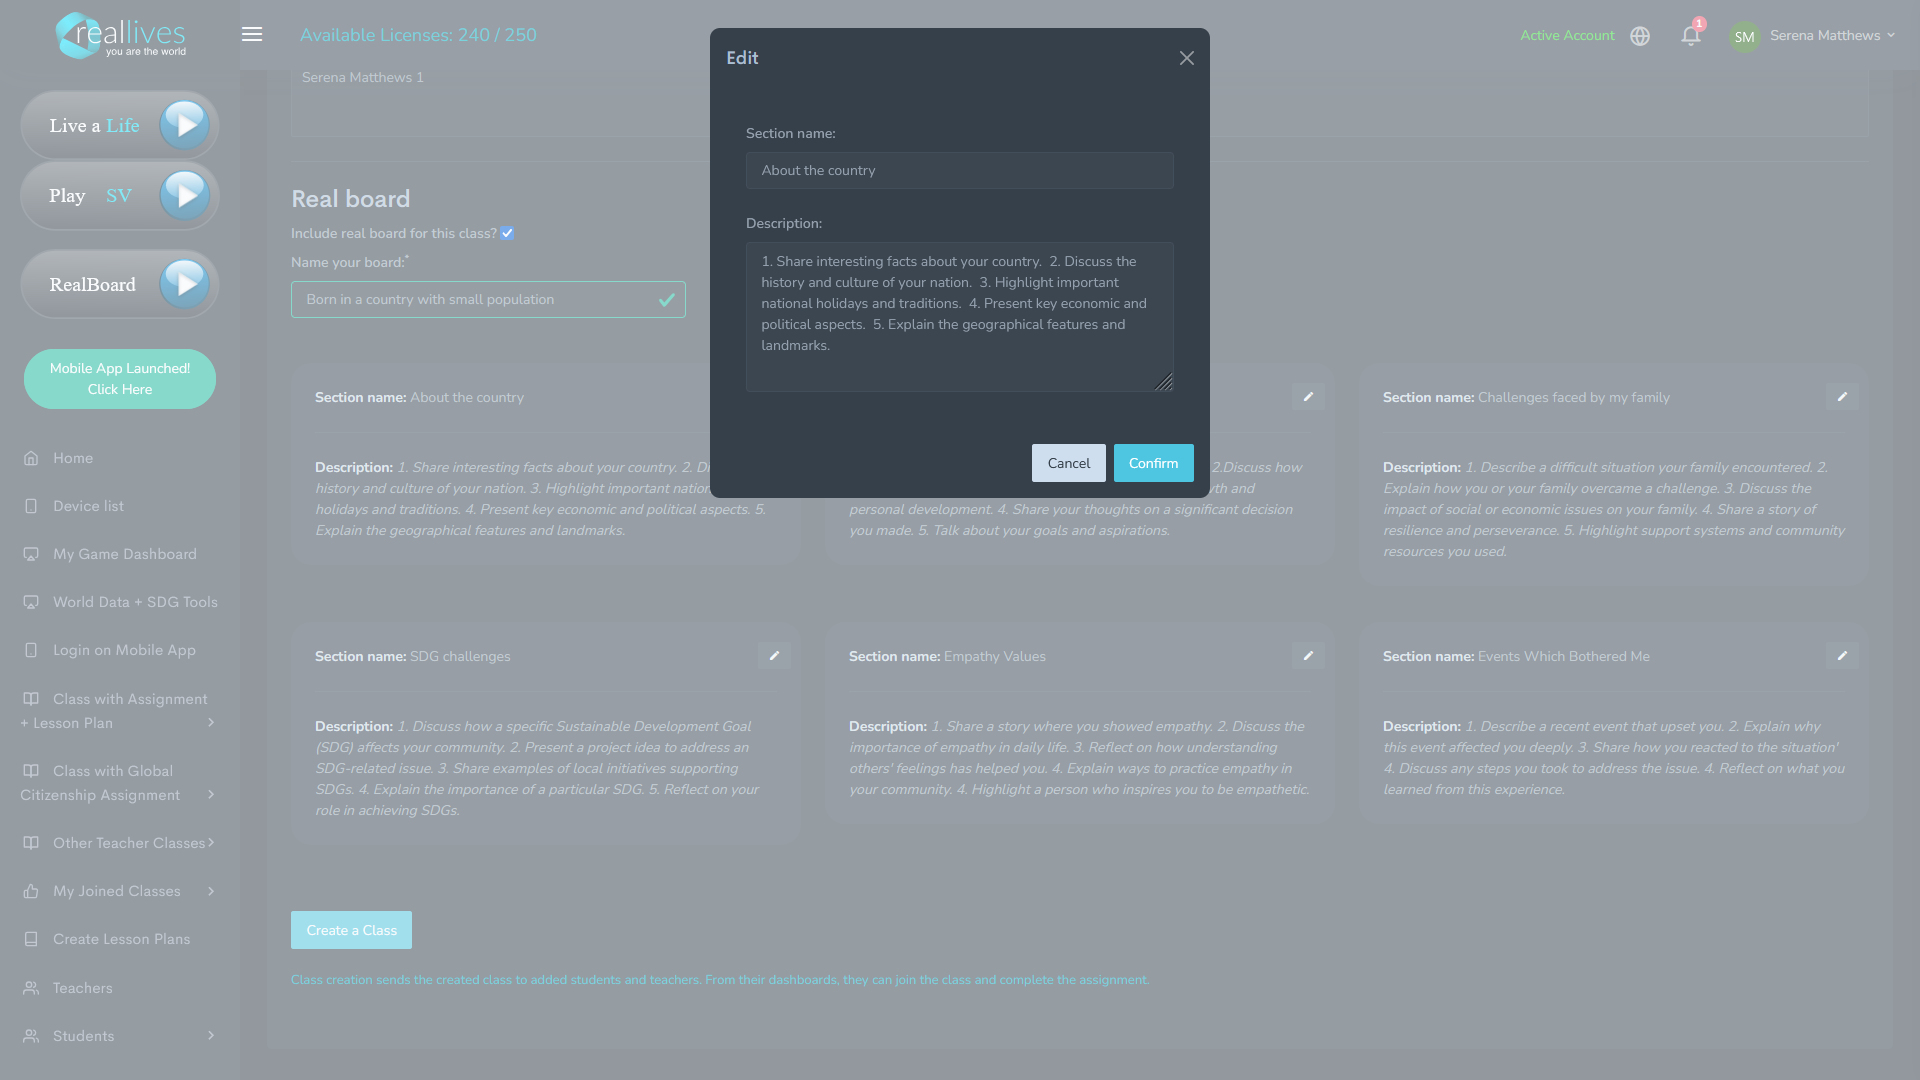 reallives
you are the world
Available Licenses: 240 / 250
Active Account
1
SM
Serena Matthews
Live a Life
Play SV
RealBoard
Mobile App Launched!
Click Here
Home
Device list
My Game Dashboard
World Data + SDG Tools
Login on Mobile App
Class with Assignment
+ Lesson Plan
Class with Global
Citizenship Assignment
Other Teacher Classes
My Joined Classes
Create Lesson Plans
Teachers
Students
Serena Matthews 1
Real board
Include real board for this class?
Name your board:*
Born in a country with small population
Edit
Section name:
About the country
Description:
1. Share interesting facts about your country.  2. Discuss the
history and culture of your nation.  3. Highlight important
national holidays and traditions.  4. Present key economic and
political aspects.  5. Explain the geographical features and
landmarks.
Cancel
Confirm
Section name: About the country
Description: 1. Share interesting facts about your country. 2.
history and culture of your nation. 3. Highlight important
holidays and traditions. 4. Present key economic and political aspects. 5.
Explain the geographical features and landmarks.
2.Discuss how
and
personal development. 4. Share your thoughts on a significant decision
you made. 5. Talk about your goals and aspirations.
Section name: Challenges faced by my family
Description: 1. Describe a difficult situation your family encountered. 2.
Explain how you or your family overcame a challenge. 3. Discuss the
impact of social or economic issues on your family. 4. Share a story of
resilience and perseverance. 5. Highlight support systems and community
resources you used.
Section name: SDG challenges
Description: 1. Discuss how a specific Sustainable Development Goal
(SDG) affects your community. 2. Present a project idea to address an
SDG-related issue. 3. Share examples of local initiatives supporting
SDGs. 4. Explain the importance of a particular SDG. 5. Reflect on your
role in achieving SDGs.
Section name: Empathy Values
Description: 1. Share a story where you showed empathy. 2. Discuss the
importance of empathy in daily life. 3. Reflect on how understanding
others' feelings has helped you. 4. Explain ways to practice empathy in
your community. 4. Highlight a person who inspires you to be empathetic.
Section name: Events Which Bothered Me
Description: 1. Describe a recent event that upset you. 2. Explain why
this event affected you deeply. 3. Share how you reacted to the situation'
4. Discuss any steps you took to address the issue. 4. Reflect on what you
learned from this experience.
Create a Class
Class creation sends the created class to added students and teachers. From their dashboards, they can join the class and complete the assignment.